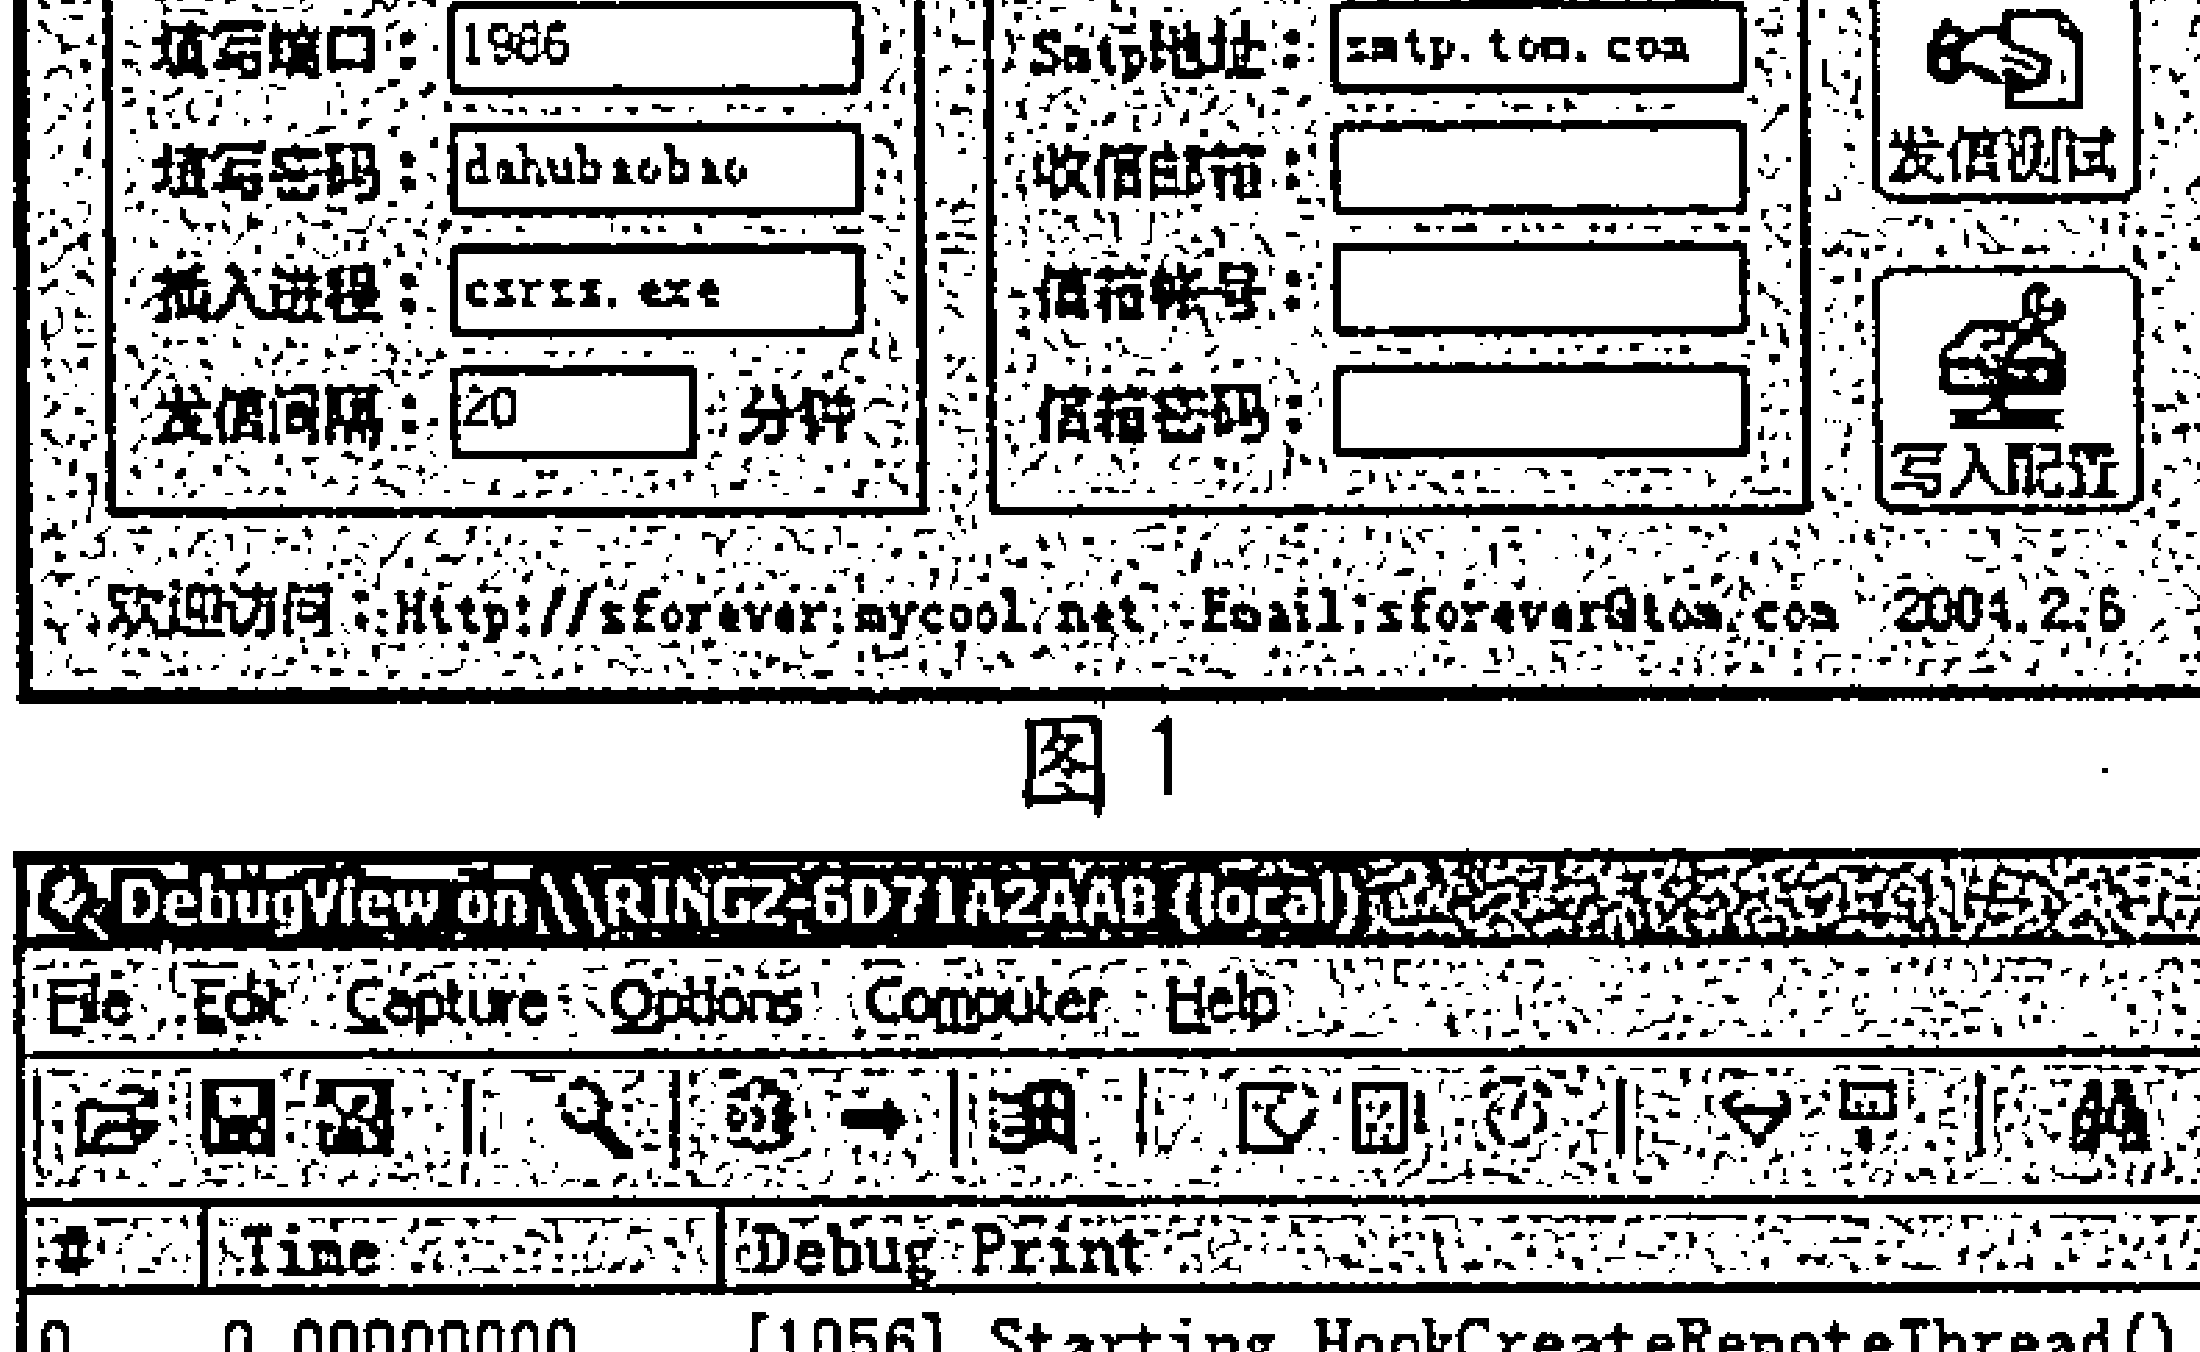 填写端口： 1986 Smtp地址： smtp.tom.com
填写密码： dahubaobao 收信邮箱： 发信测试
插入进程： csrss.exe 信箱帐号：
发信间隔： 20 分钟 信箱密码： 写入配置
欢迎访问：Http://sforever.mycool.net Email:sforever@tom.com 2004.2.6
图 1
DebugView on \\RINGZ-6D71A2AAB (local)
File Edit Capture Options Computer Help
# Time Debug Print
0 0.00000000 [1056] Starting HookCreateRemoteThread()